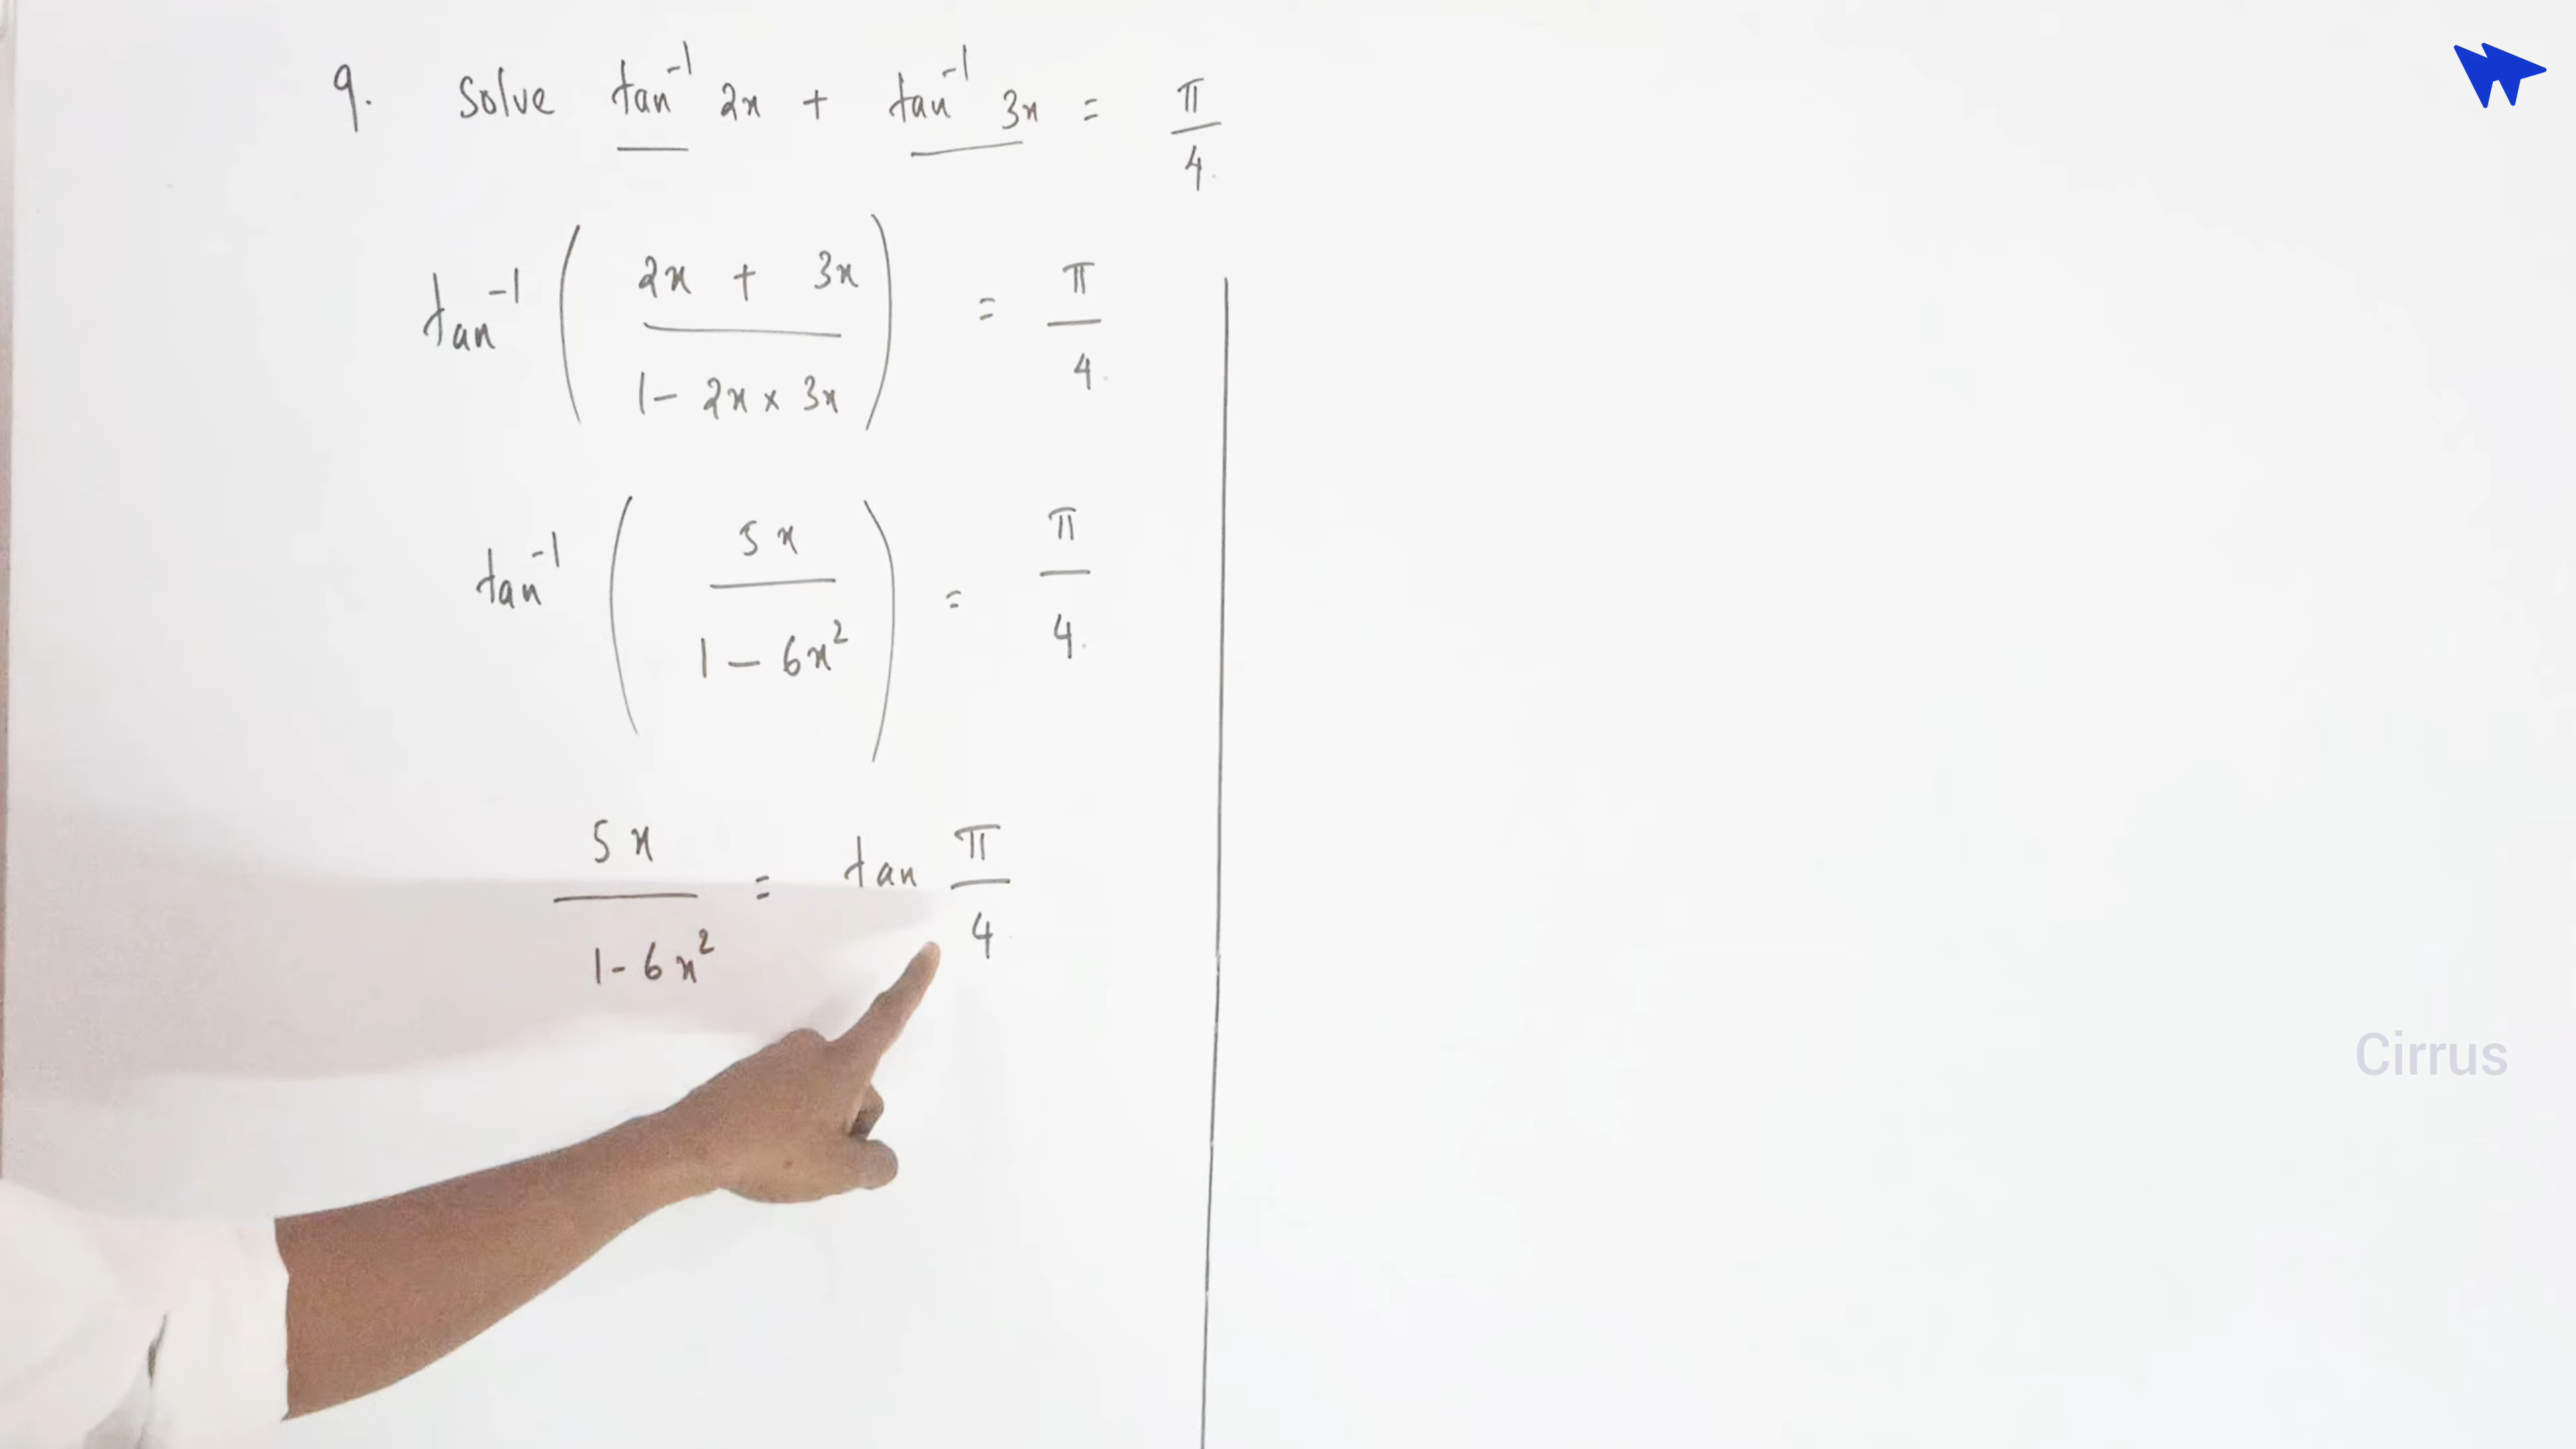 9. Solve tan⁻¹ 2x + tan⁻¹ 3x = π/4
tan⁻¹ ( 2x + 3x / 1 - 2x × 3x ) = π/4
tan⁻¹ ( 5x / 1 - 6x² ) = π/4
5x / 1 - 6x² = tan π/4
Cirrus